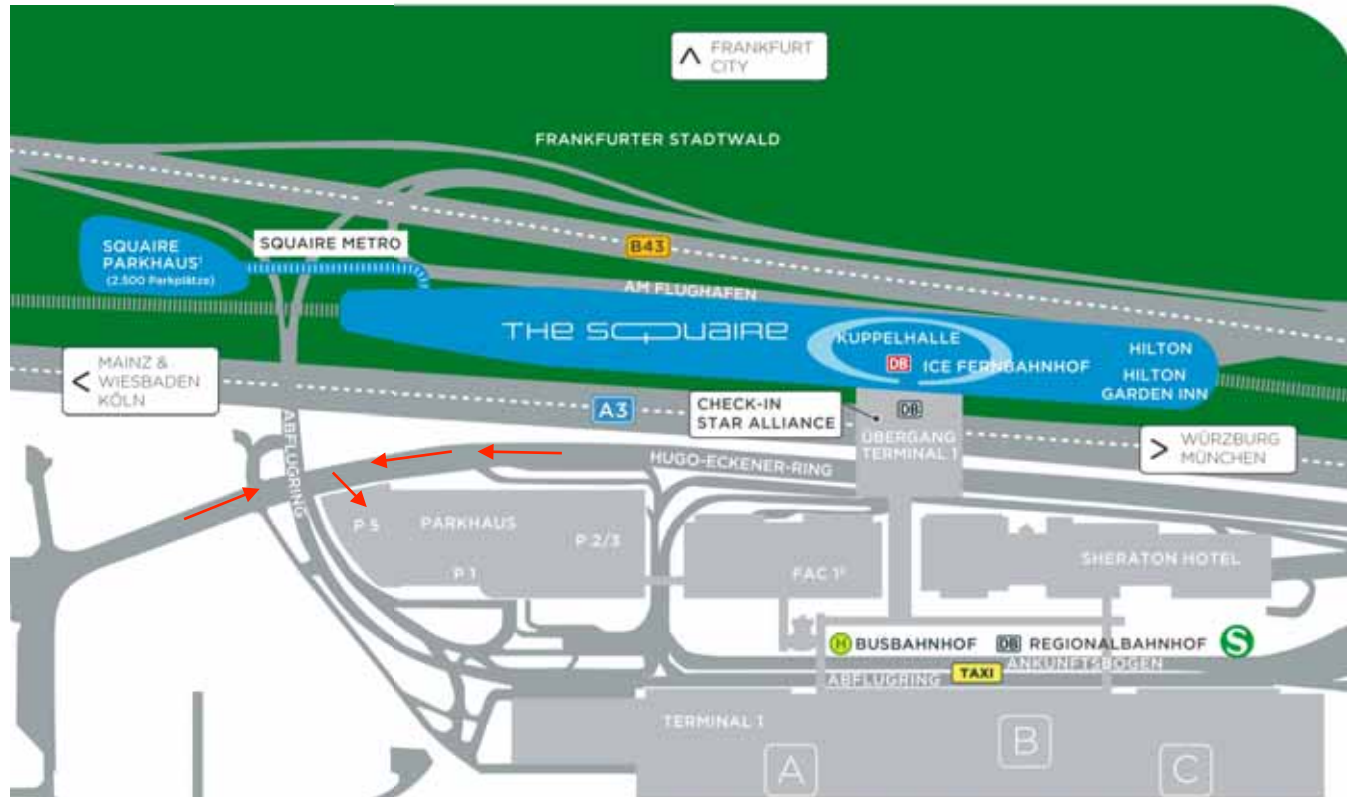 FRANKFURT
CITY
FRANKFURTER STADTWALD
SQUAIRE
PARKHAUS¹
(2.500 Parkplätze)
SQUAIRE METRO
B43
AM FLUGHAFEN
THE SQUAIRE
KUPPELHALLE
DB ICE FERNBAHNHOF
HILTON
HILTON
GARDEN INN
MAINZ &
WIESBADEN
KÖLN
A3
CHECK-IN
STAR ALLIANCE
DB
ÜBERGANG
TERMINAL 1
WÜRZBURG
MÜNCHEN
ABFLUGRING
HUGO-ECKENER-RING
P 5
PARKHAUS
P 2/3
P 1
FAC 1²
SHERATON HOTEL
H BUSBAHNHOF
DB REGIONALBAHNHOF
S
ABFLUGRING
TAXI
ANKUNFTSBOGEN
TERMINAL 1
A
B
C